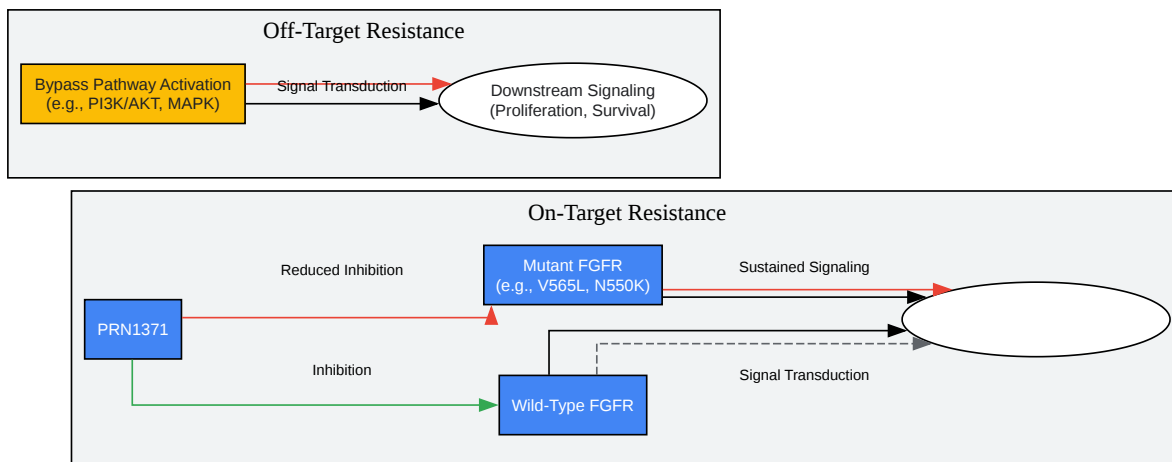 Off-Target Resistance
Bypass Pathway Activation
(e.g., PI3K/AKT, MAPK)
Signal Transduction
Downstream Signaling
(Proliferation, Survival)
On-Target Resistance
Reduced Inhibition
Mutant FGFR
(e.g., V565L, N550K)
Sustained Signaling
PRN1371
Inhibition
Wild-Type FGFR
Signal Transduction